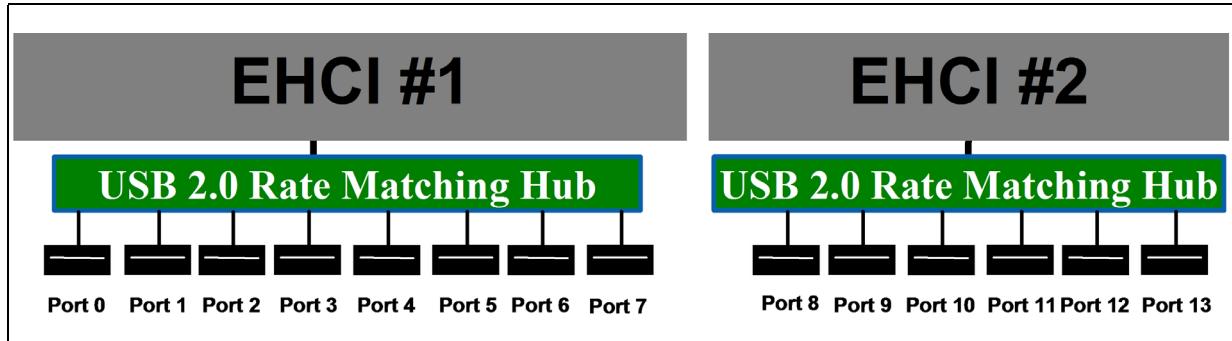 EHCI #1
EHCI #2
USB 2.0 Rate Matching Hub
USB 2.0 Rate Matching Hub
Port 0 Port 1 Port 2 Port 3 Port 4 Port 5 Port 6 Port 7
Port 8 Port 9 Port 10 Port 11 Port 12 Port 13